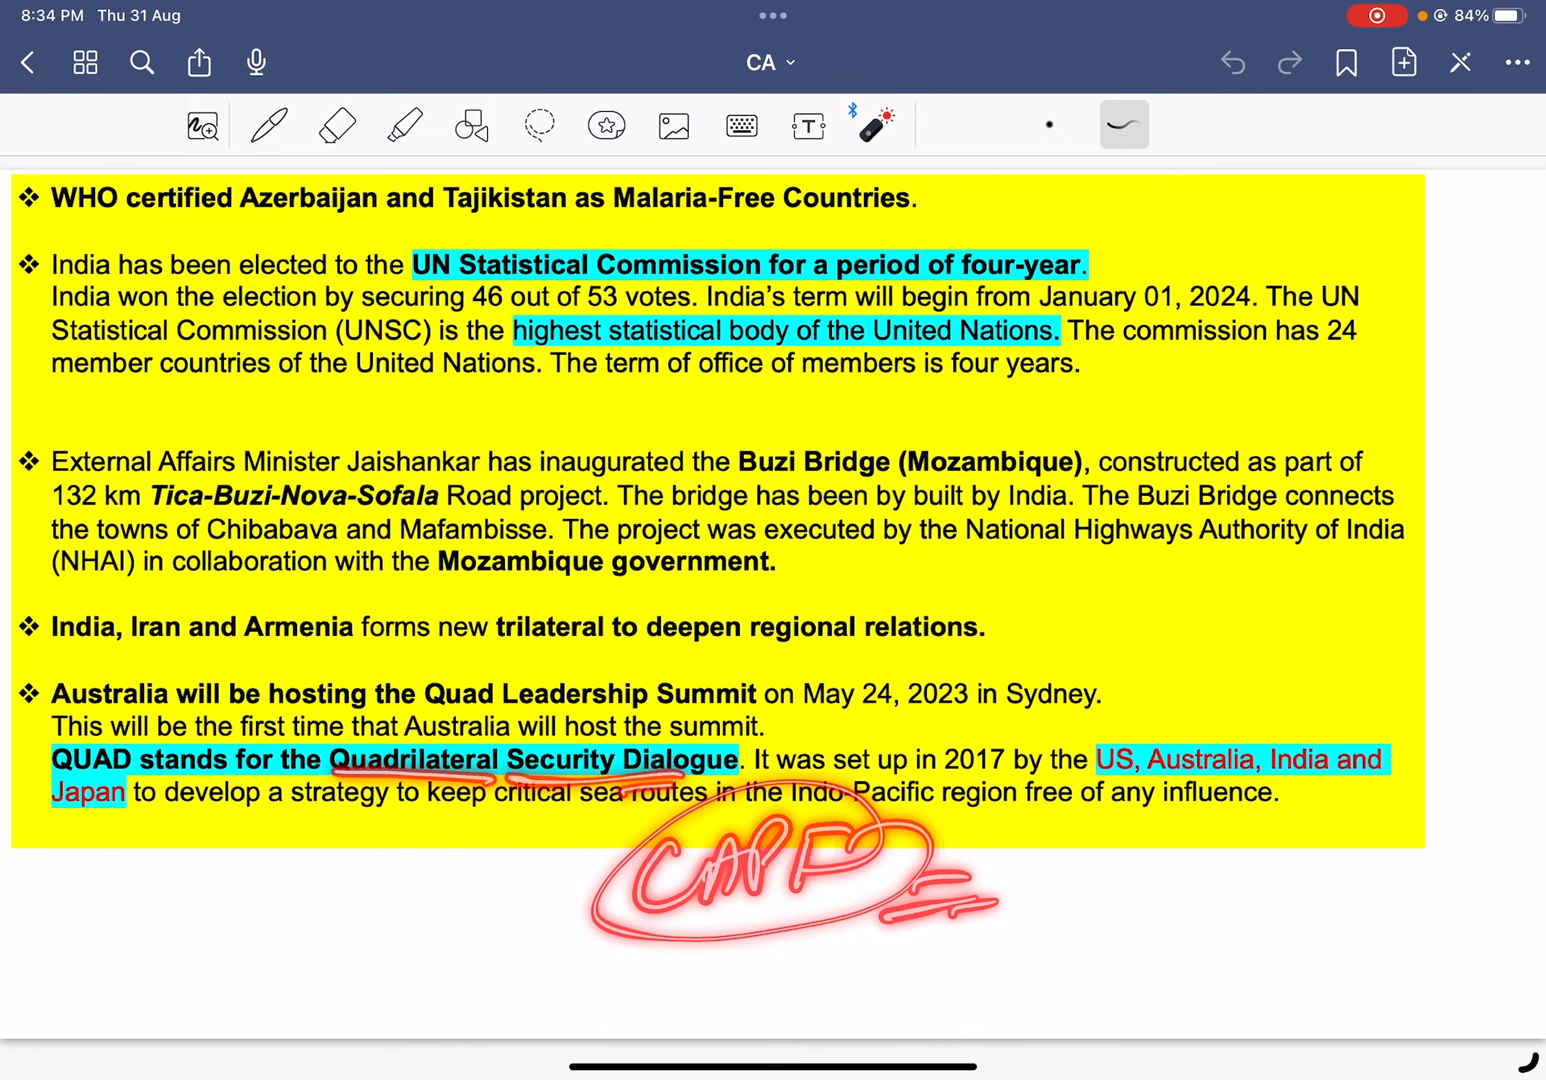 8:34 PM Thu 31 Aug
84%
CA
T
❖ WHO certified Azerbaijan and Tajikistan as Malaria-Free Countries.
❖ India has been elected to the UN Statistical Commission for a period of four-year.
India won the election by securing 46 out of 53 votes. India’s term will begin from January 01, 2024. The UN
Statistical Commission (UNSC) is the highest statistical body of the United Nations. The commission has 24
member countries of the United Nations. The term of office of members is four years.
❖ External Affairs Minister Jaishankar has inaugurated the Buzi Bridge (Mozambique), constructed as part of
132 km Tica-Buzi-Nova-Sofala Road project. The bridge has been by built by India. The Buzi Bridge connects
the towns of Chibabava and Mafambisse. The project was executed by the National Highways Authority of India
(NHAI) in collaboration with the Mozambique government.
❖ India, Iran and Armenia forms new trilateral to deepen regional relations.
❖ Australia will be hosting the Quad Leadership Summit on May 24, 2023 in Sydney.
This will be the first time that Australia will host the summit.
QUAD stands for the Quadrilateral Security Dialogue. It was set up in 2017 by the US, Australia, India and
Japan to develop a strategy to keep critical sea routes in the Indo-Pacific region free of any influence.
CAPF